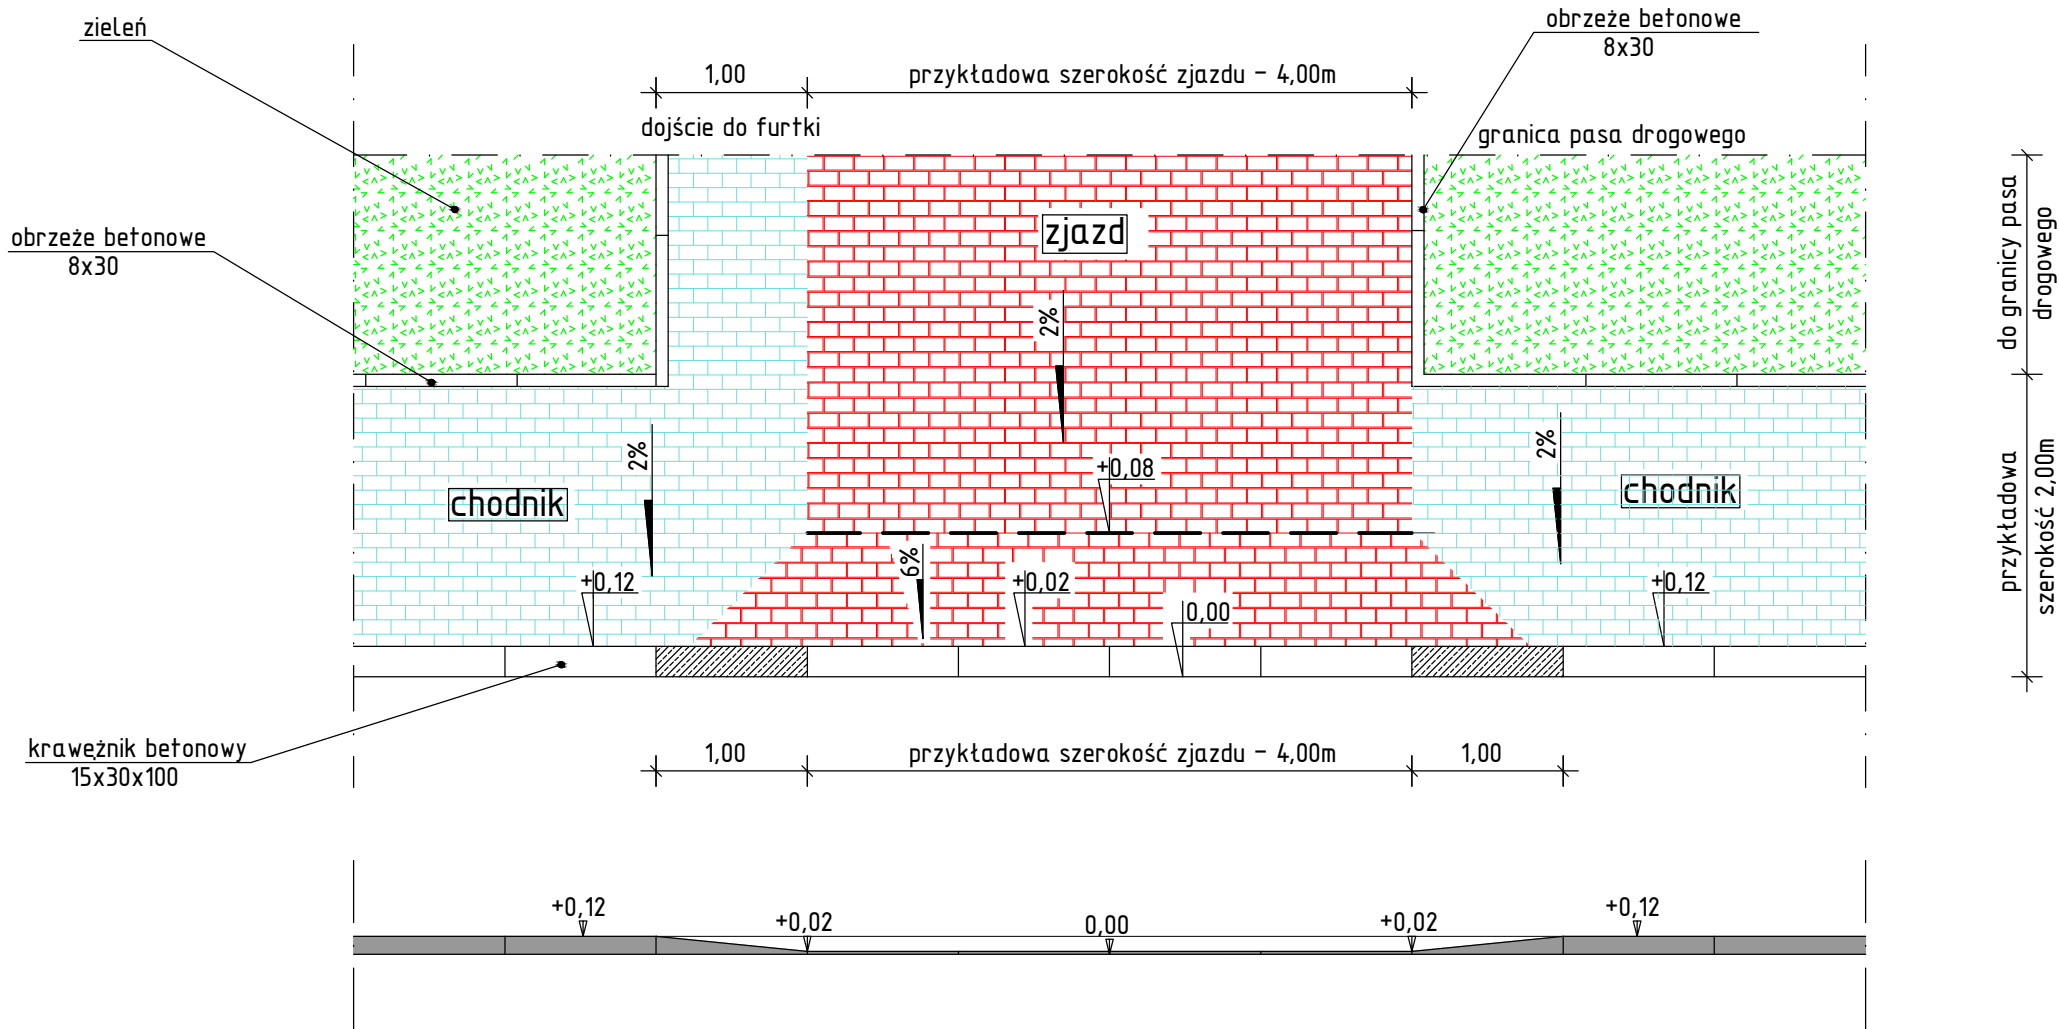 zieleń
obrzeże betonowe
8x30
1,00
przykładowa szerokość zjazdu - 4,00m
dojście do furtki
granica pasa drogowego
zjazd
obrzeże betonowe
8x30
do granicy pasa
drogowego
2%
2%
2%
+0,08
chodnik
chodnik
przykładowa
szerokość 2,00m
6%
+0,12
+0,02
0,00
+0,12
krawężnik betonowy
15x30x100
1,00
przykładowa szerokość zjazdu - 4,00m
1,00
+0,12
+0,02
0,00
+0,02
+0,12